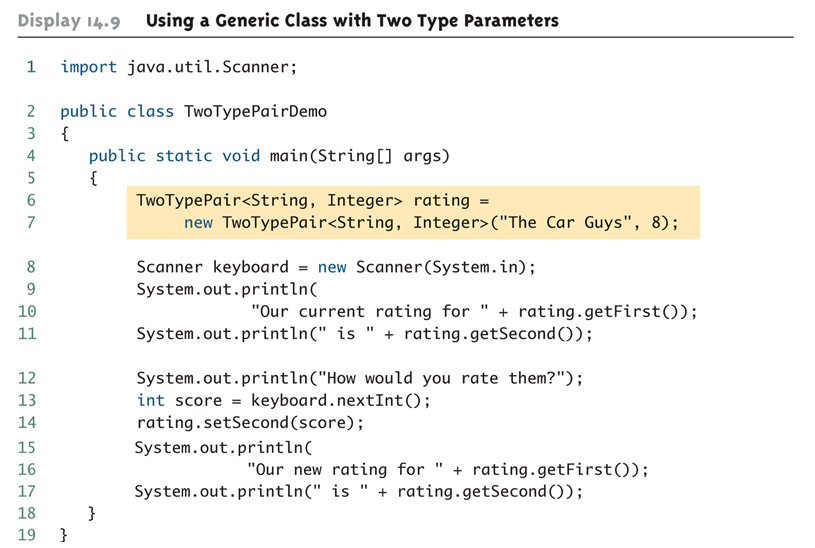 Display 14.9 Using a Generic Class with Two Type Parameters
1 import java.util.Scanner;
2 public class TwoTypePairDemo
3 {
4 public static void main(String[] args)
5 {
6 TwoTypePair<String, Integer> rating =
7 new TwoTypePair<String, Integer>("The Car Guys", 8);
8 Scanner keyboard = new Scanner(System.in);
9 System.out.println(
10 "Our current rating for " + rating.getFirst());
11 System.out.println(" is " + rating.getSecond());
12 System.out.println("How would you rate them?");
13 int score = keyboard.nextInt();
14 rating.setSecond(score);
15 System.out.println(
16 "Our new rating for " + rating.getFirst());
17 System.out.println(" is " + rating.getSecond());
18 }
19 }